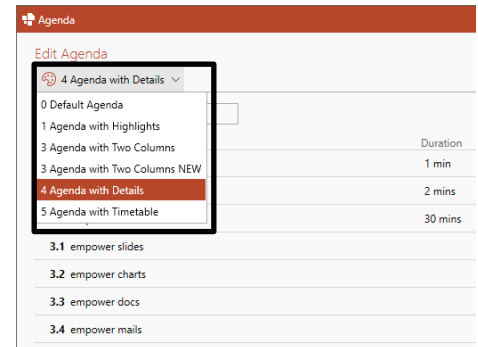 Agenda
Edit Agenda
4 Agenda with Details
0 Default Agenda
1 Agenda with Highlights
3 Agenda with Two Columns
Duration
3 Agenda with Two Columns NEW
1 min
4 Agenda with Details
2 mins
5 Agenda with Timetable
30 mins
3.1 empower slides
3.2 empower charts
3.3 empower docs
3.4 empower mails